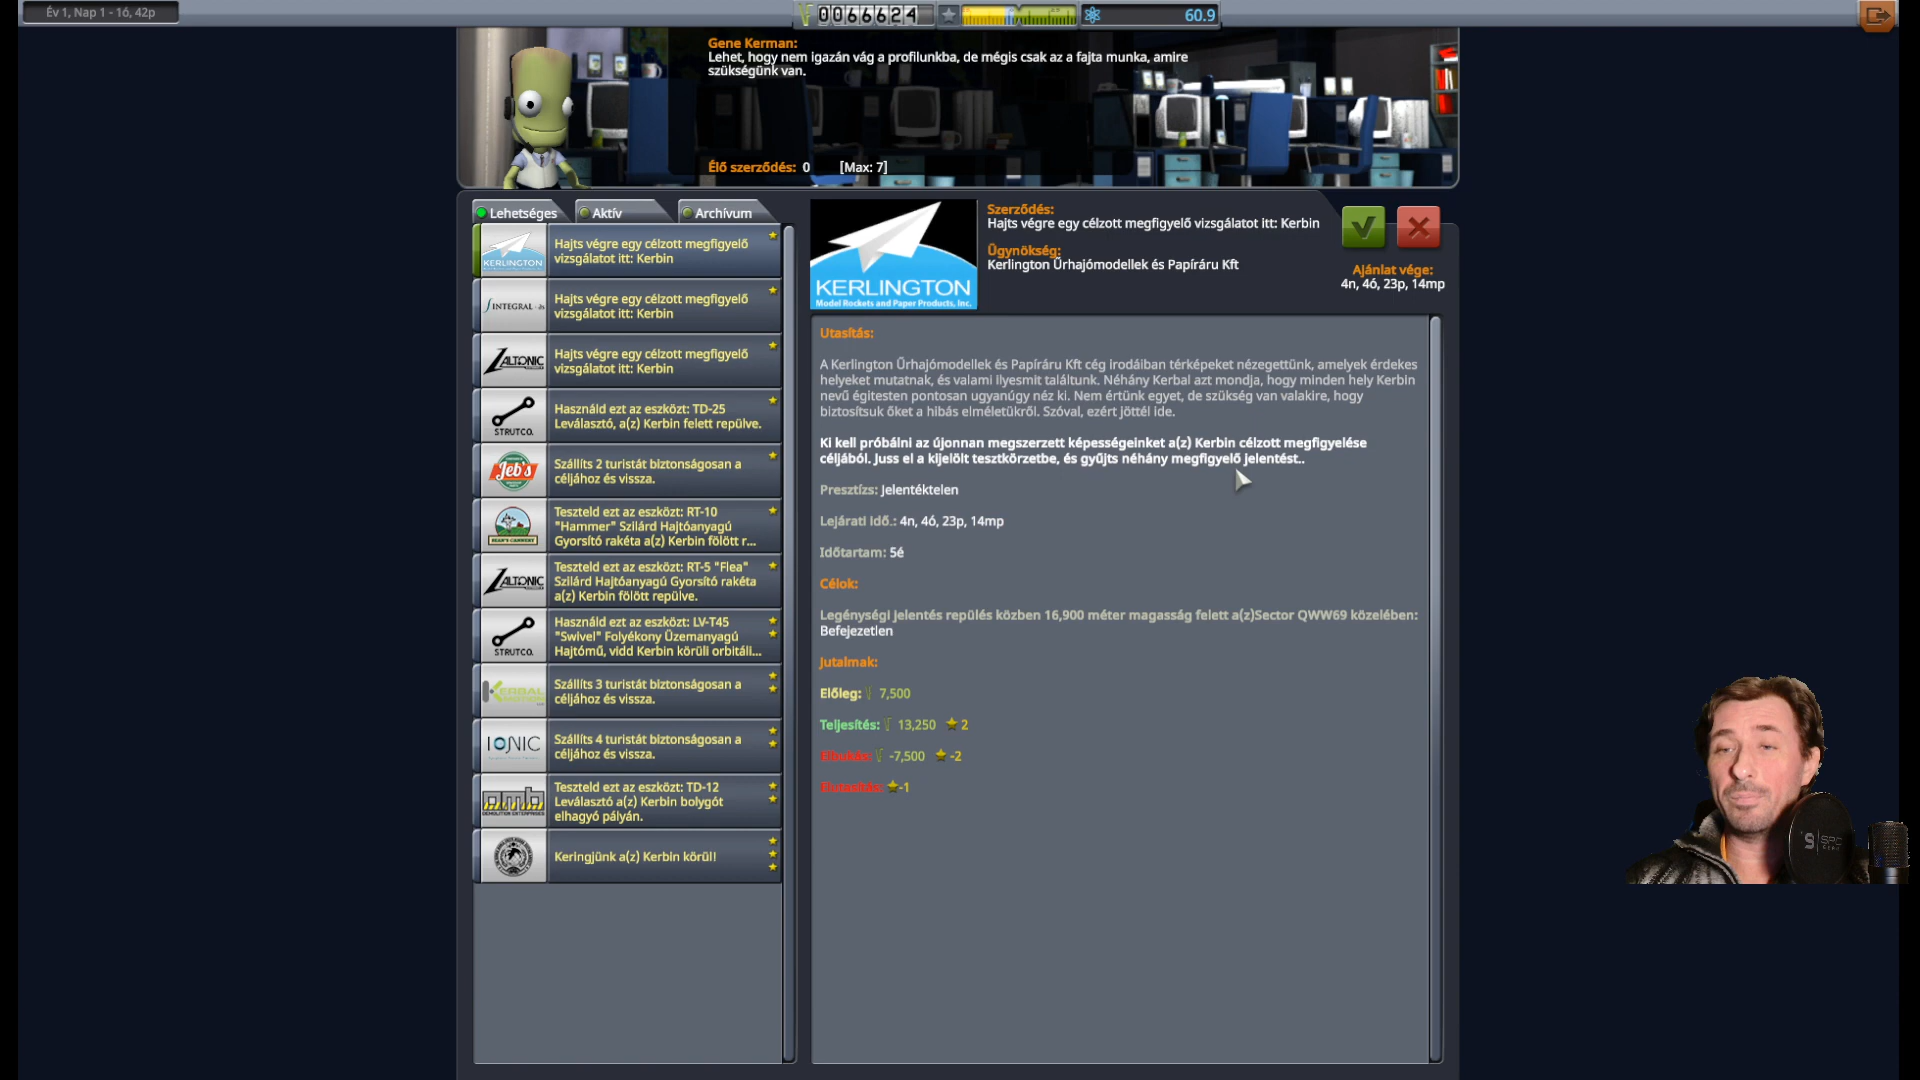 Év 1, Nap 1 - 1ó, 42p
0066624
60.9
Gene Kerman:
Lehet, hogy nem igazán vág a profilunkba, de mégis csak az a fajta munka, amire
szükségünk van.
Élő szerződés: 0 [Max: 7]
Lehetséges
Aktív
Archívum
KERLINGTON
Hajts végre egy célzott megfigyelő
vizsgálatot itt: Kerbin
INTEGRAL
Hajts végre egy célzott megfigyelő
vizsgálatot itt: Kerbin
ZALTONIC
Hajts végre egy célzott megfigyelő
vizsgálatot itt: Kerbin
STRUTCO.
Használd ezt az eszközt: TD-25
Leválasztó, a(z) Kerbin felett repülve.
Jeb's
Szállíts 2 turistát biztonságosan a
céljához és vissza.
Teszteld ezt az eszközt: RT-10
"Hammer" Szilárd Hajtóanyagú
Gyorsító rakéta a(z) Kerbin fölött r...
ZALTONIC
Teszteld ezt az eszközt: RT-5 "Flea"
Szilárd Hajtóanyagú Gyorsító rakéta
a(z) Kerbin fölött repülve.
STRUTCO.
Használd ezt az eszközt: LV-T45
"Swivel" Folyékony Üzemanyagú
Hajtómű, vidd Kerbin körüli orbitáli...
KERBAL
MOTION
Szállíts 3 turistát biztonságosan a
céljához és vissza.
IONIC
Szállíts 4 turistát biztonságosan a
céljához és vissza.
Teszteld ezt az eszközt: TD-12
Leválasztó a(z) Kerbin bolygót
elhagyó pályán.
Keringjünk a(z) Kerbin körül!
KERLINGTON
Model Rockets and Paper Products, Inc.
Szerződés:
Hajts végre egy célzott megfigyelő vizsgálatot itt: Kerbin
Ügynökség:
Kerlington Űrhajómodellek és Papíráru Kft
Ajánlat vége:
4n, 4ó, 23p, 14mp
Utasítás:
A Kerlington Űrhajómodellek és Papíráru Kft cég irodáiban térképeket nézegettünk, amelyek érdekes
helyeket mutatnak, és valami ilyesmit találtunk. Néhány Kerbal azt mondja, hogy minden hely Kerbin
nevű égitesten pontosan ugyanúgy néz ki. Nem értünk egyet, de szükség van valakire, hogy
biztosítsuk őket a hibás elméletükről. Szóval, ezért jöttél ide.
Ki kell próbálni az újonnan megszerzett képességeinket a(z) Kerbin célzott megfigyelése
céljából. Juss el a kijelölt tesztkörzetbe, és gyűjts néhány megfigyelő jelentést..
Presztízs: Jelentéktelen
Lejárati idő.: 4n, 4ó, 23p, 14mp
Időtartam: 5é
Célok:
Legénységi jelentés repülés közben 16,900 méter magasság felett a(z)Sector QWW69 közelében:
Befejezetlen
Jutalmak:
Előleg: 7,500
Teljesítés: 13,250 2
Elbukás: -7,500 -2
Elutasítás: -1